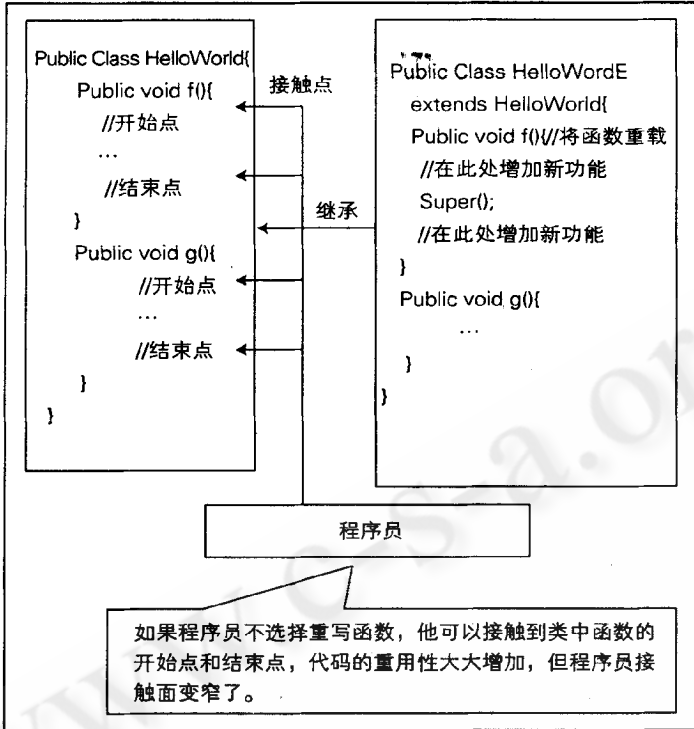 Public Class HelloWorld{
Public void f(){
//开始点
...
//结束点
}
Public void g(){
//开始点
...
//结束点
}
}
接触点
继承
Public Class HelloWordE
extends HelloWorld{
Public void f(){//将函数重载
//在此处增加新功能
Super();
//在此处增加新功能
}
Public void g(){
...
}
}
程序员
如果程序员不选择重写函数，他可以接触到类中函数的
开始点和结束点，代码的重用性大大增加，但程序员接
触面变窄了。